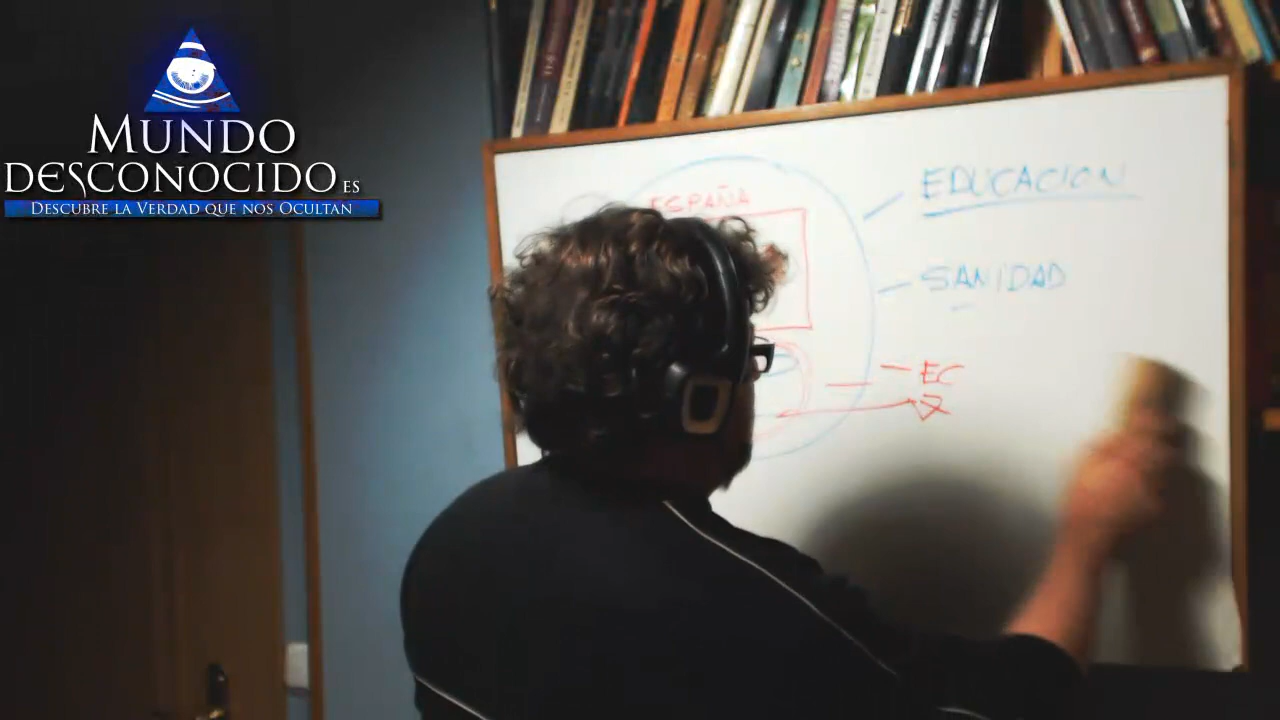 MUNDO
DESCONOCIDO ES
DESCUBRE LA VERDAD QUE NOS OCULTAN
ESPAÑA
EDUCACION
SANIDAD
EC